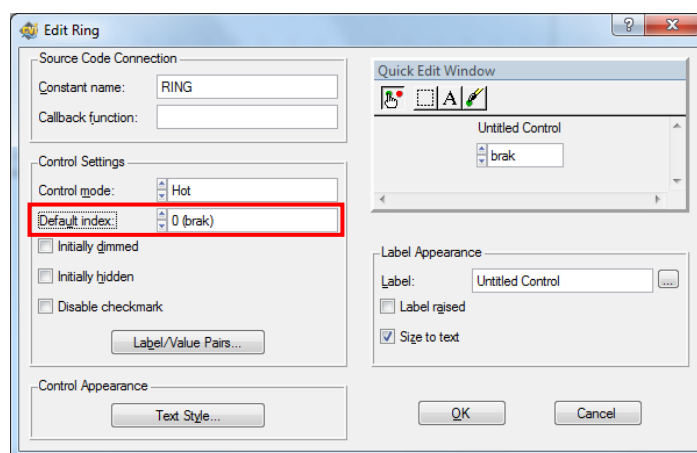 Edit Ring
Source Code Connection
Constant name: RING
Callback function:
Control Settings
Control mode: Hot
Default index: 0 (brak)
Initially dimmed
Initially hidden
Disable checkmark
Label/Value Pairs...
Control Appearance
Text Style...
Quick Edit Window
A
Untitled Control
brak
Label Appearance
Label: Untitled Control ...
Label raised
Size to text
OK Cancel